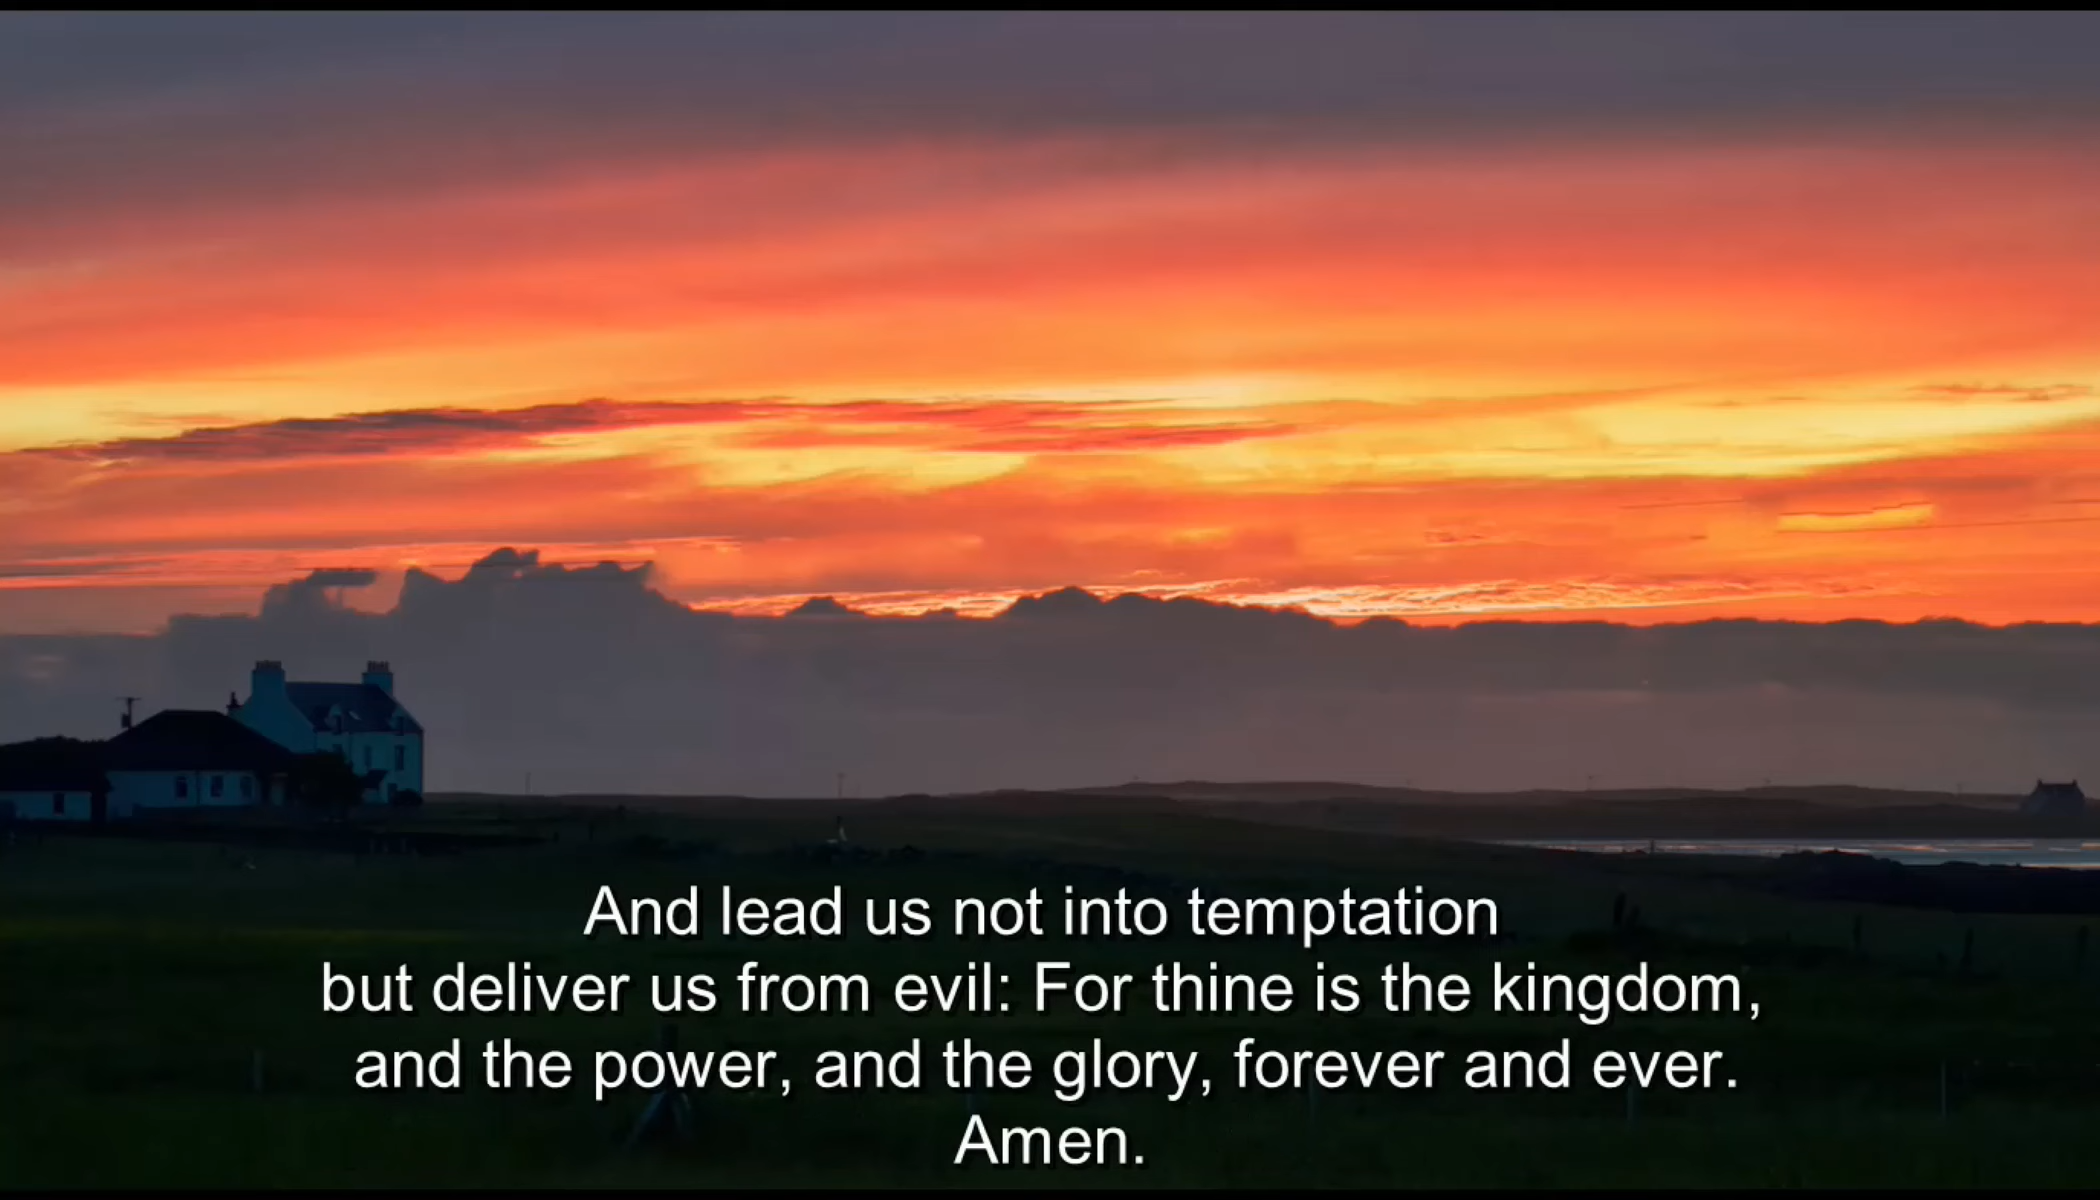 And lead us not into temptation
but deliver us from evil: For thine is the kingdom,
and the power, and the glory, forever and ever.
Amen.